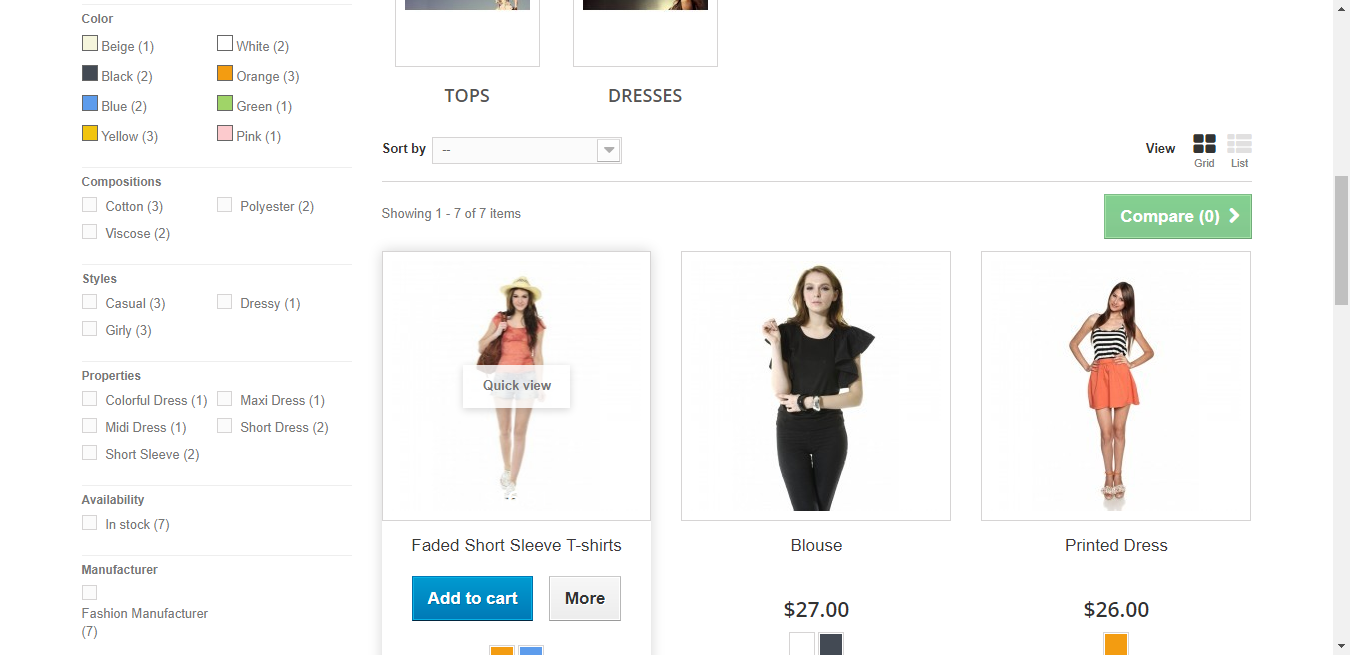 Color
Beige (1)
White (2)
Black (2)
Orange (3)
Blue (2)
Green (1)
Yellow (3)
Pink (1)
Compositions
Cotton (3)
Polyester (2)
Viscose (2)
Styles
Casual (3)
Dressy (1)
Girly (3)
Properties
Colorful Dress (1)
Maxi Dress (1)
Midi Dress (1)
Short Dress (2)
Short Sleeve (2)
Availability
In stock (7)
Manufacturer
Fashion Manufacturer
(7)
TOPS
DRESSES
Sort by
--
View
Grid
List
Showing 1 - 7 of 7 items
Compare (0)
Quick view
Faded Short Sleeve T-shirts
Add to cart
More
Blouse
$27.00
Printed Dress
$26.00